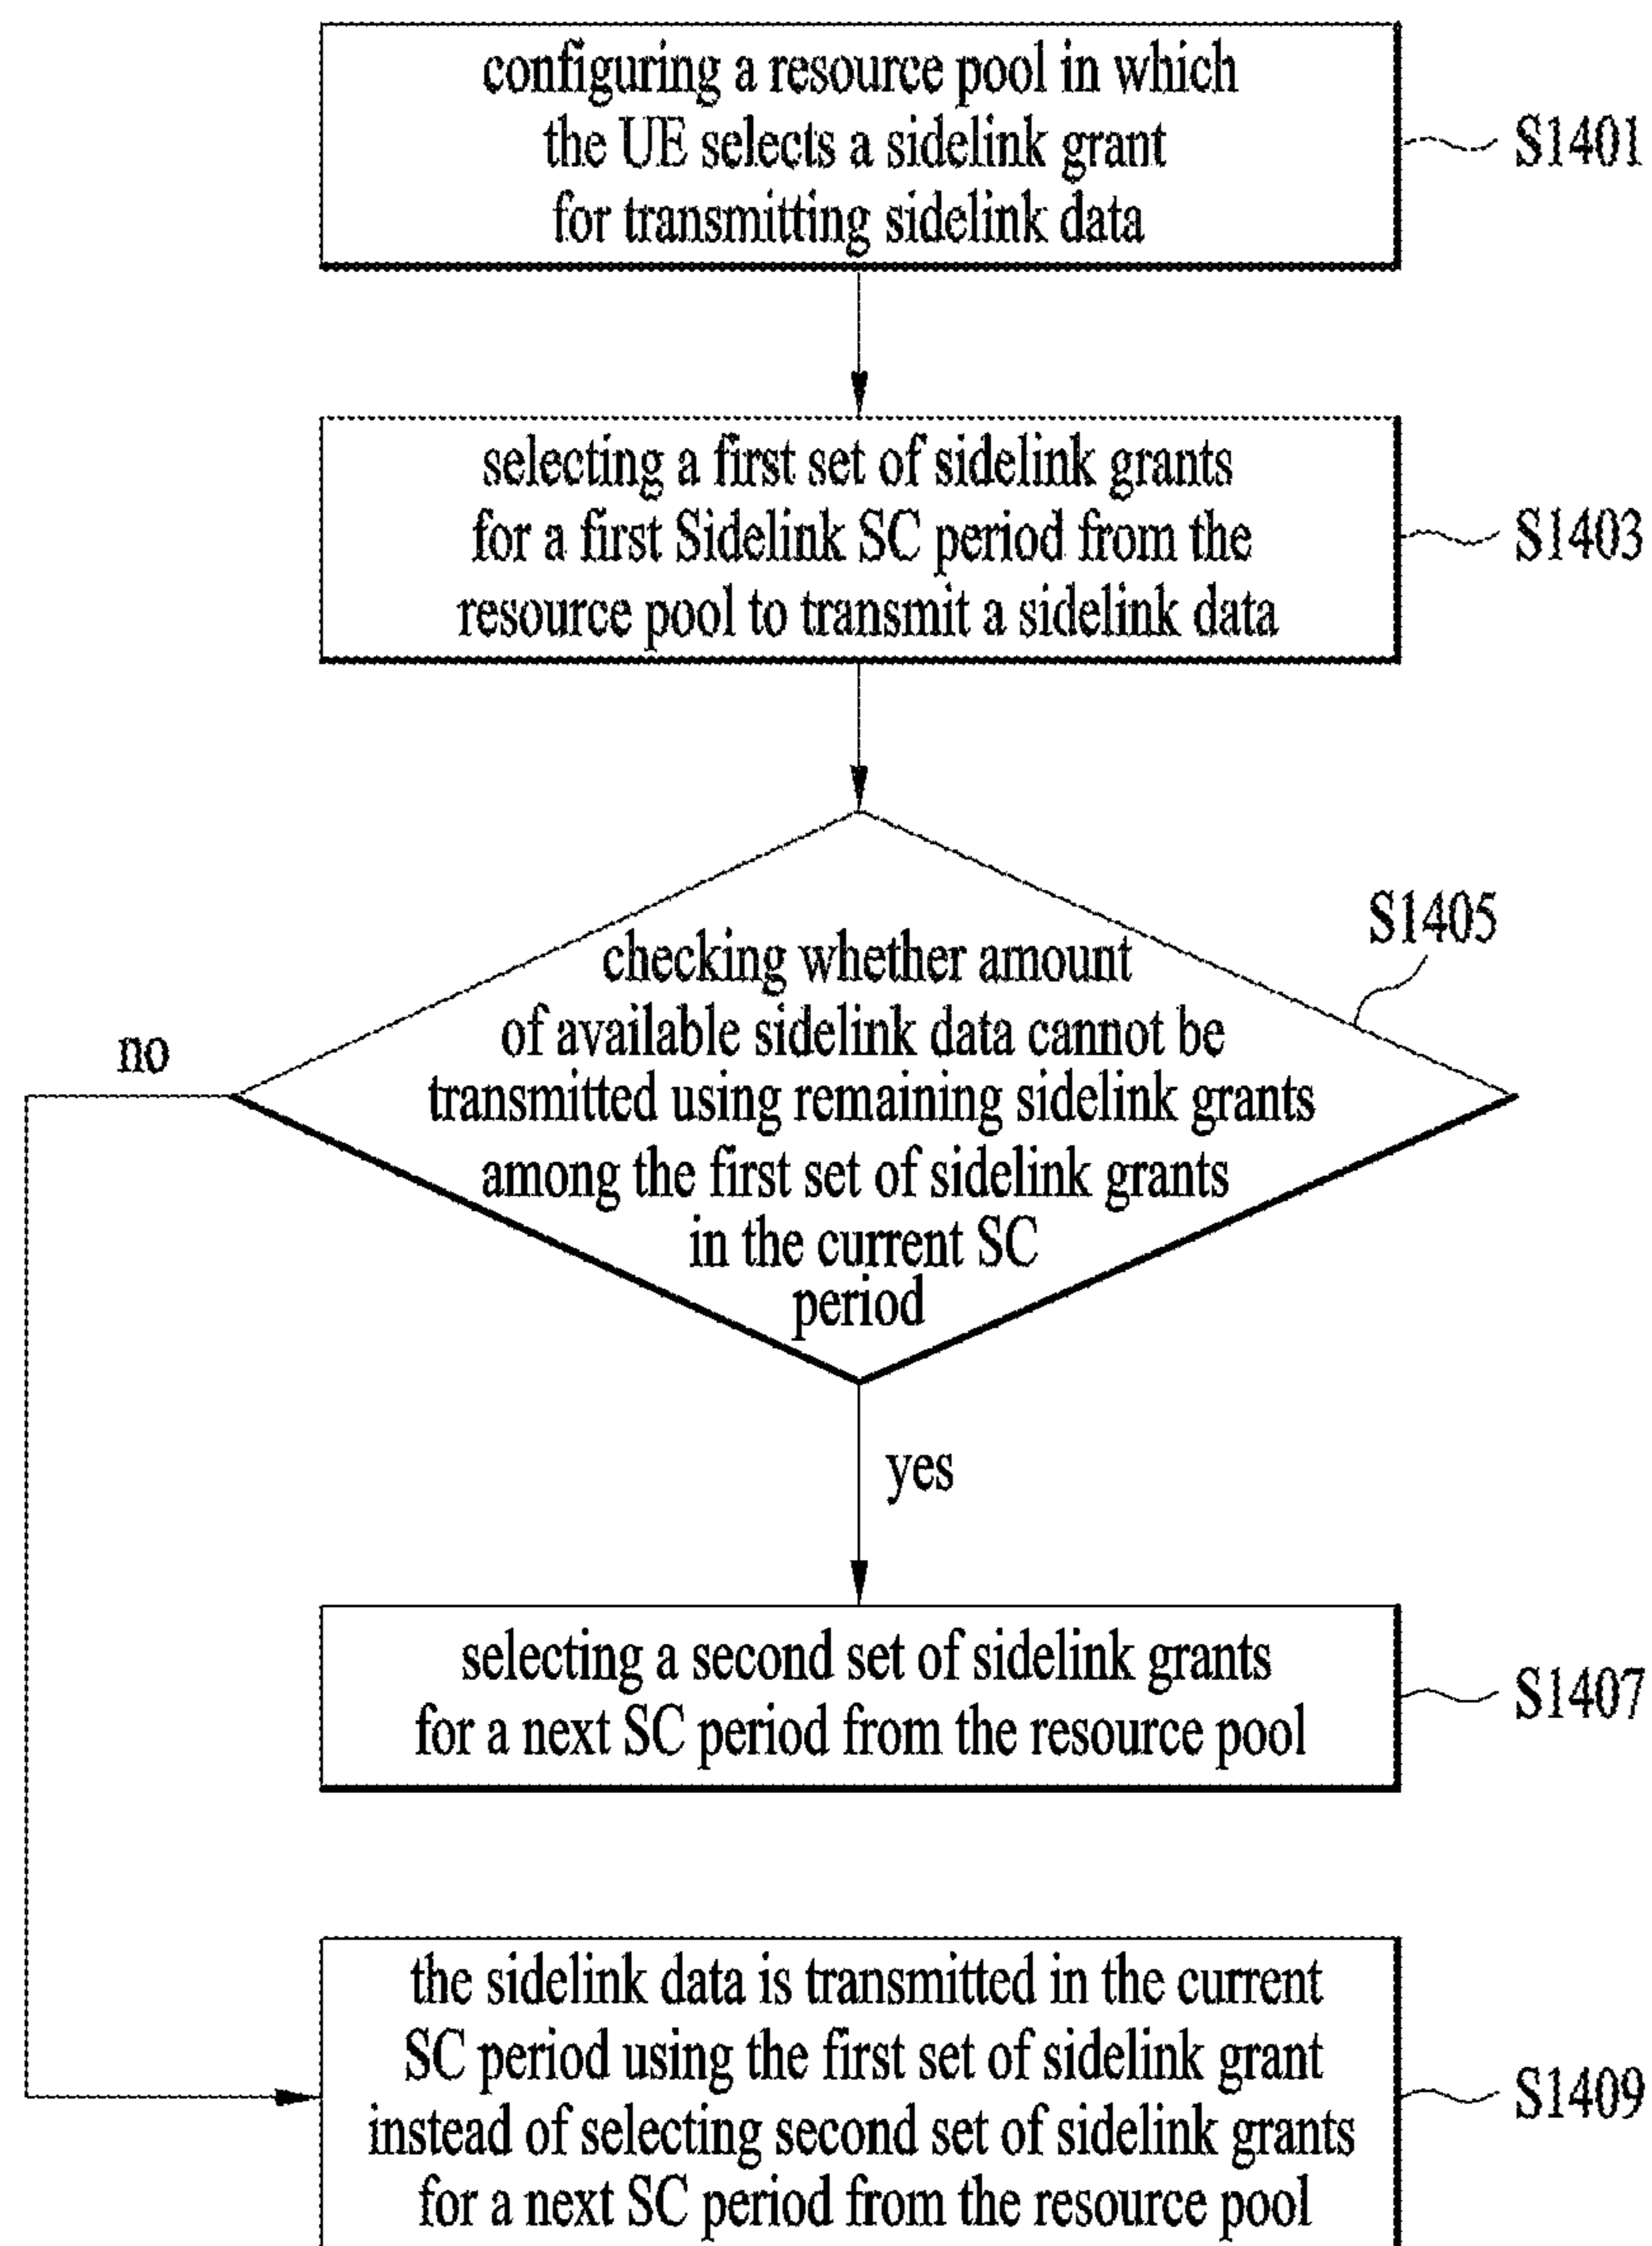 configuring a resource pool in which
the UE selects a sidelink grant
for transmitting sidelink data
S1401
selecting a first set of sidelink grants
for a first Sidelink SC period from the
resource pool to transmit a sidelink data
S1403
S1405
checking whether amount
of available sidelink data cannot be
transmitted using remaining sidelink grants
among the first set of sidelink grants
in the current SC
period
no
yes
selecting a second set of sidelink grants
for a next SC period from the resource pool
S1407
the sidelink data is transmitted in the current
SC period using the first set of sidelink grant
instead of selecting second set of sidelink grants
for a next SC period from the resource pool
S1409